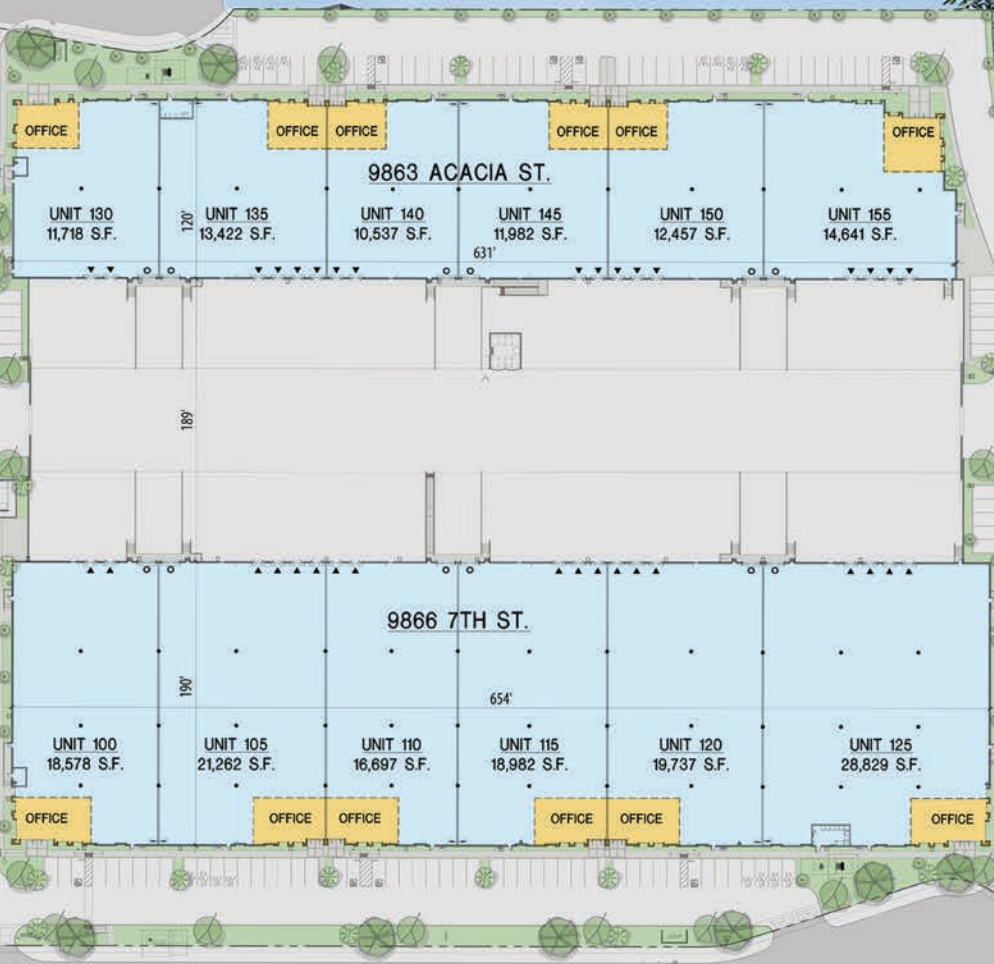 OFFICE
OFFICE
OFFICE
OFFICE
OFFICE
OFFICE
9863 ACACIA ST.
UNIT 130
11,718 S.F.
120'
UNIT 135
13,422 S.F.
UNIT 140
10,537 S.F.
UNIT 145
11,982 S.F.
UNIT 150
12,457 S.F.
UNIT 155
14,641 S.F.
631'
189'
9866 7TH ST.
190'
654'
UNIT 100
18,578 S.F.
UNIT 105
21,262 S.F.
UNIT 110
16,697 S.F.
UNIT 115
18,982 S.F.
UNIT 120
19,737 S.F.
UNIT 125
28,829 S.F.
OFFICE
OFFICE
OFFICE
OFFICE
OFFICE
OFFICE